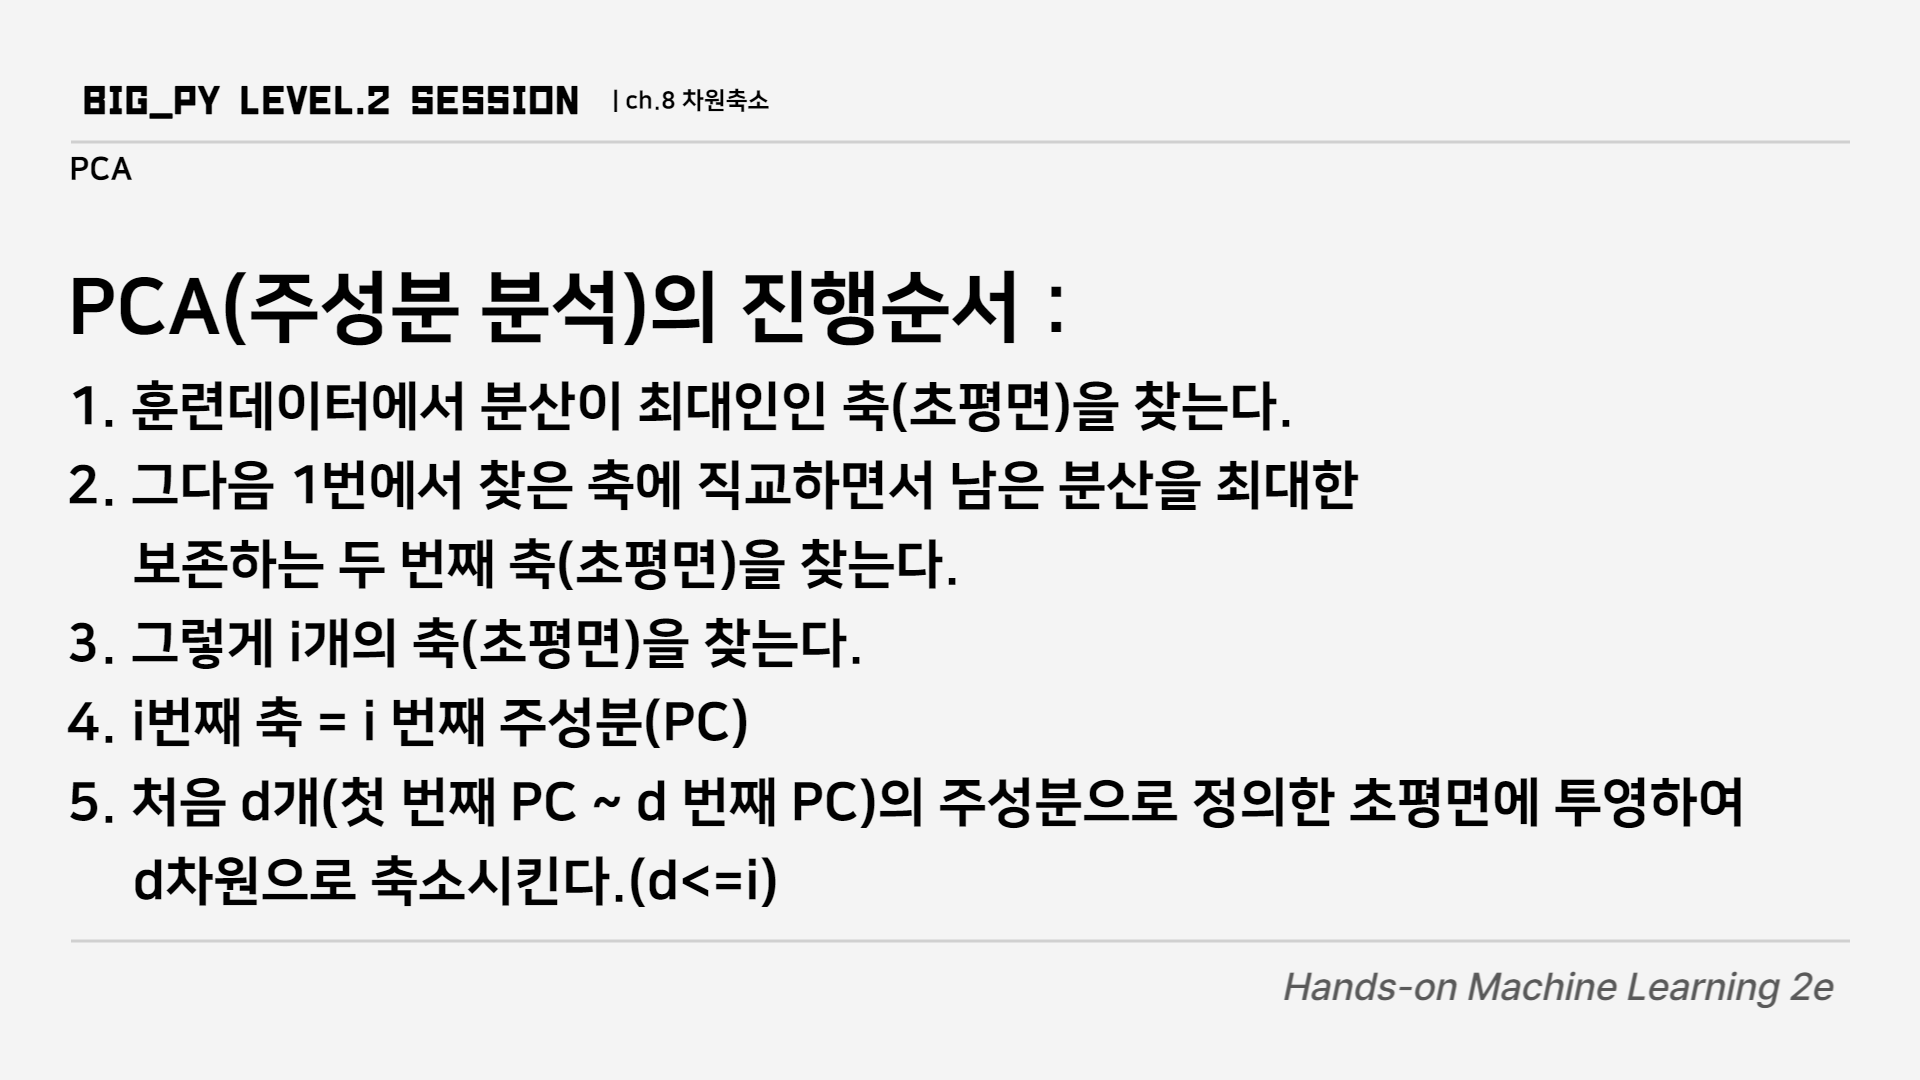 BIG_PY LEVEL.2 SESSION | ch.8 차원축소
PCA
PCA(주성분 분석)의 진행순서 :
1. 훈련데이터에서 분산이 최대인인 축(초평면)을 찾는다.
2. 그다음 1번에서 찾은 축에 직교하면서 남은 분산을 최대한
보존하는 두 번째 축(초평면)을 찾는다.
3. 그렇게 i개의 축(초평면)을 찾는다.
4. i번째 축 = i 번째 주성분(PC)
5. 처음 d개(첫 번째 PC ~ d 번째 PC)의 주성분으로 정의한 초평면에 투영하여
d차원으로 축소시킨다.(d<=i)
Hands-on Machine Learning 2e